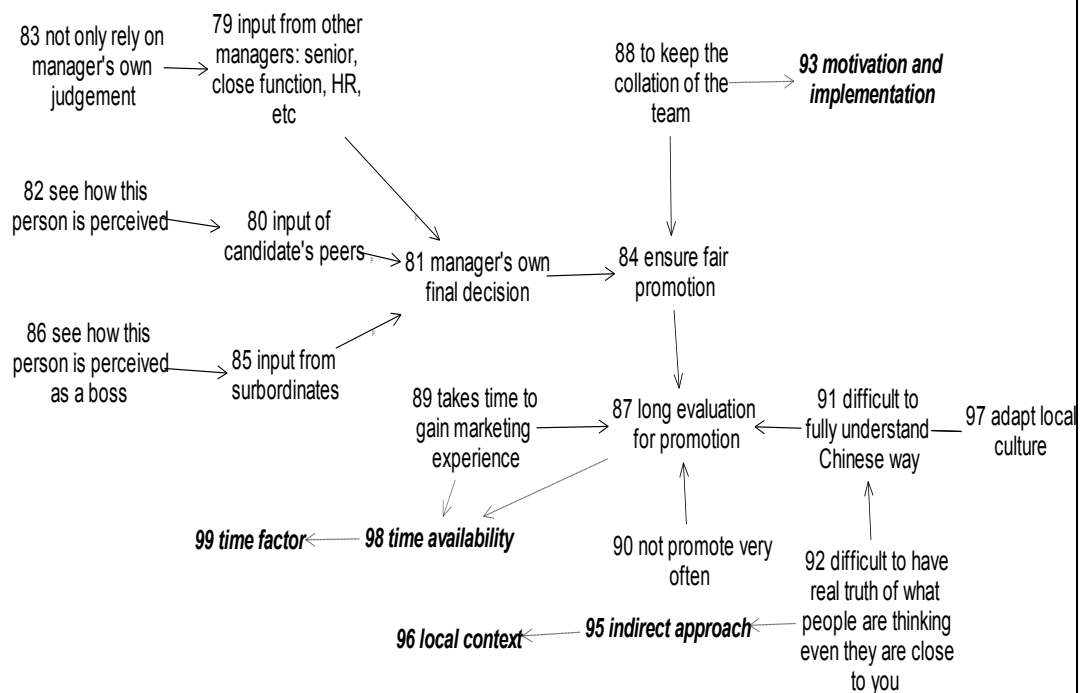 83 not only rely on
manager's own
judgement
79 input from other
managers: senior,
close function, HR,
etc
88 to keep the
collation of the
team
93 motivation and
implementation
82 see how this
person is perceived
80 input of
candidate's peers
81 manager's own
final decision
84 ensure fair
promotion
86 see how this
person is perceived
as a boss
85 input from
surbordinates
89 takes time to
gain marketing
experience
87 long evaluation
for promotion
91 difficult to
fully understand
Chinese way
97 adapt local
culture
99 time factor
98 time availability
90 not promote very
often
92 difficult to have
real truth of what
people are thinking
even they are close
to you
96 local context
95 indirect approach